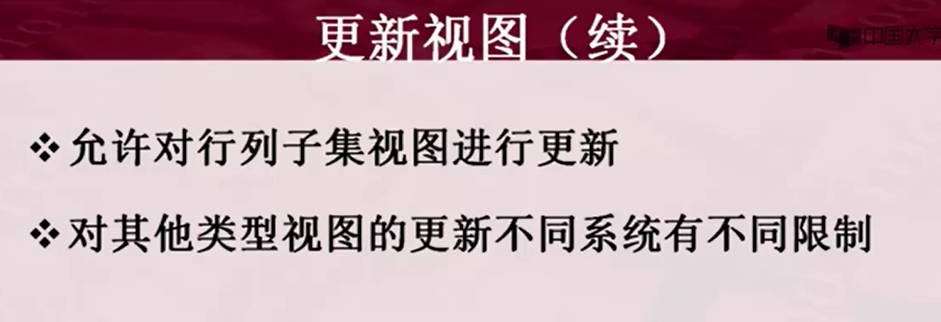 更新视图（续）
中国大学
❖允许对行列子集视图进行更新
❖对其他类型视图的更新不同系统有不同限制